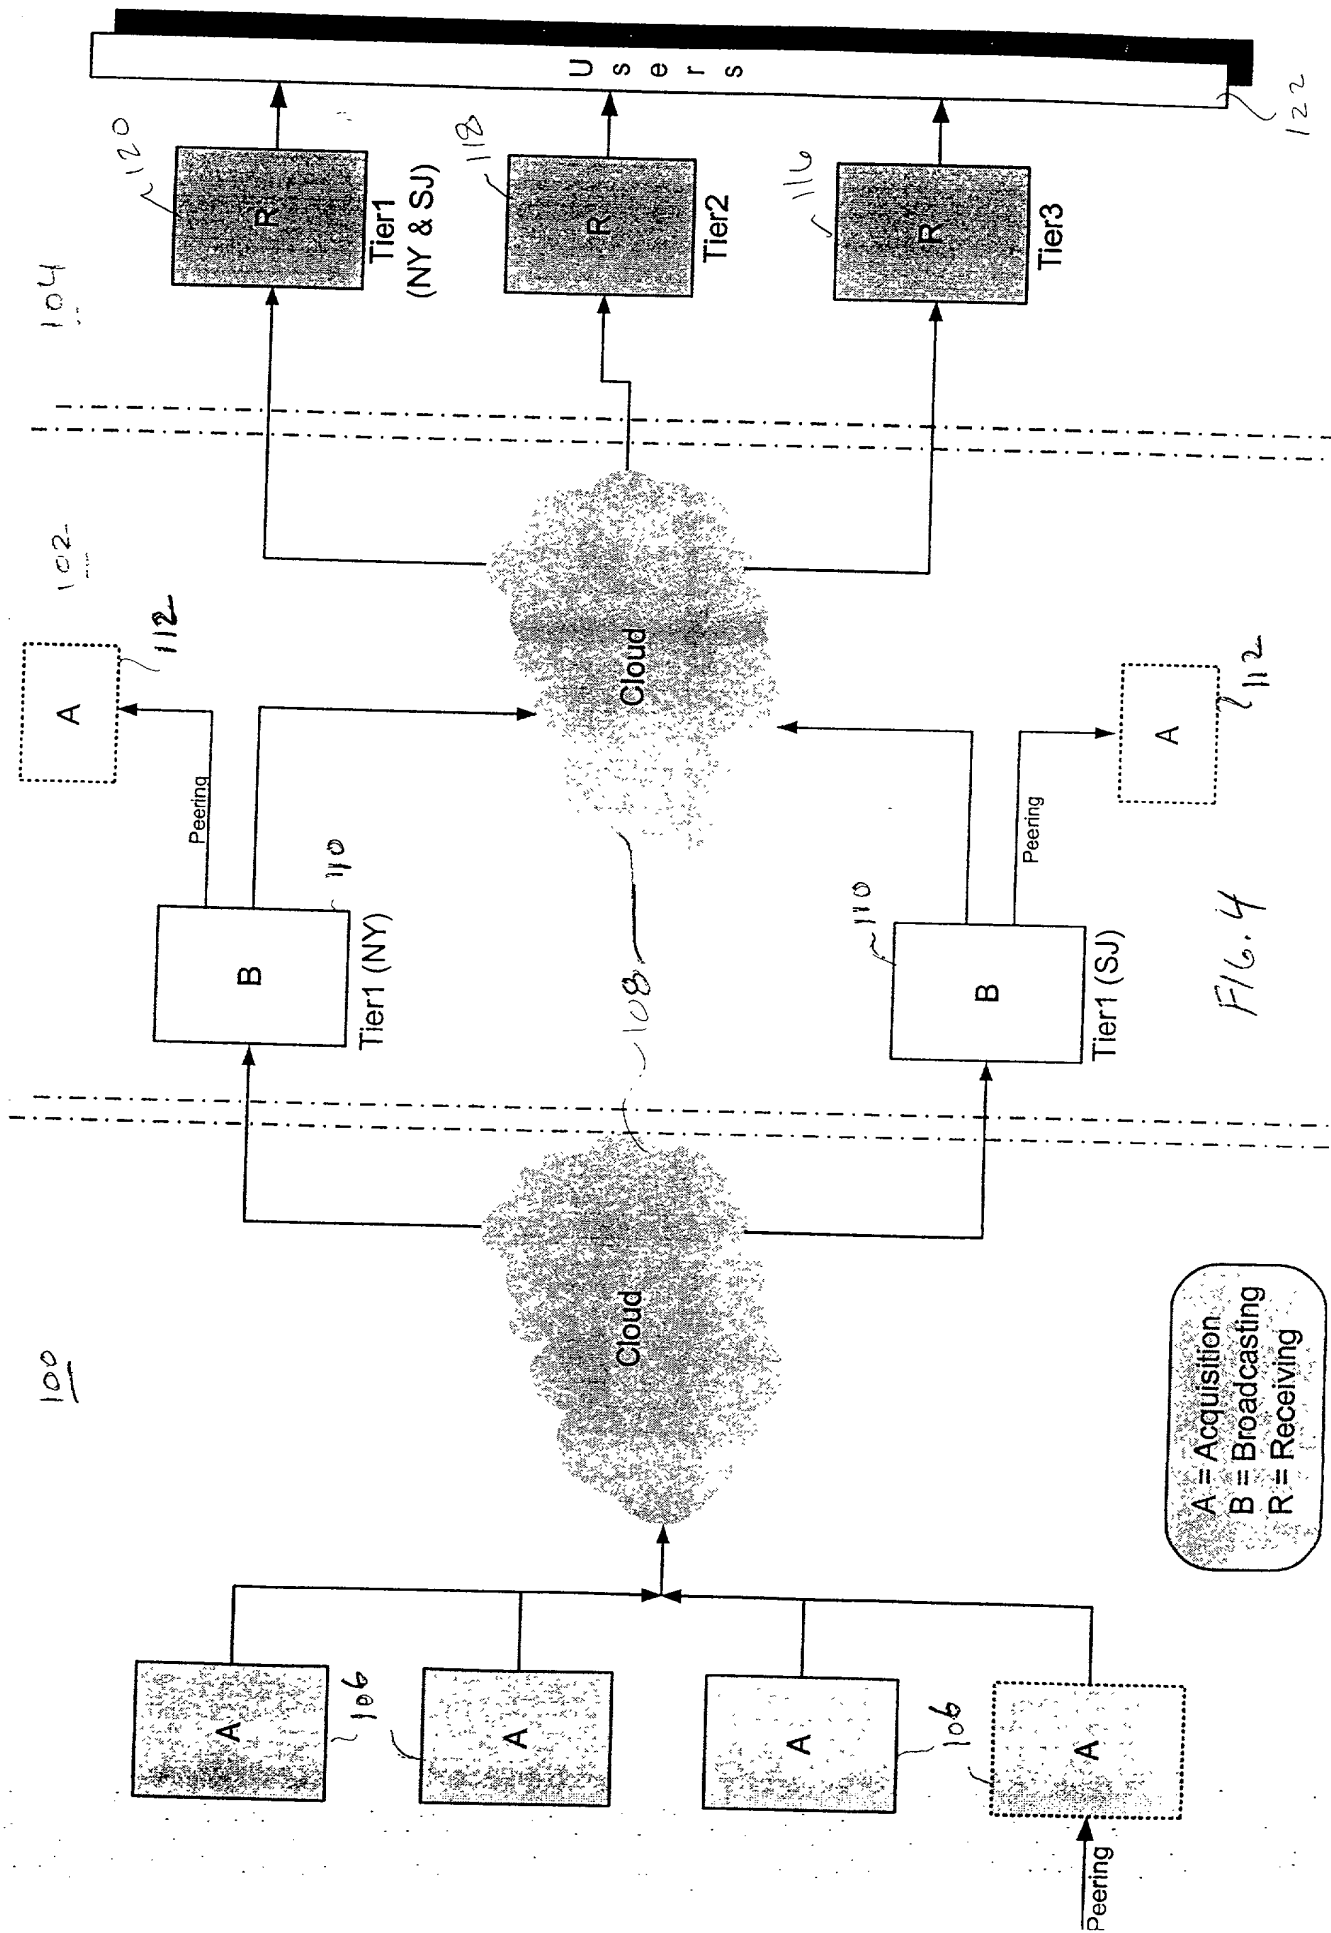 100
102
104
A
106
A
A
106
A
Peering
Cloud
108
B
110
Tier1 (NY)
Peering
A
112
B
110
Tier1 (SJ)
Peering
A
112
Cloud
R
120
Tier1
(NY & SJ)
R
118
Tier2
R
116
Tier3
Users
122
A = Acquisition
B = Broadcasting
R = Receiving
FIG. 4